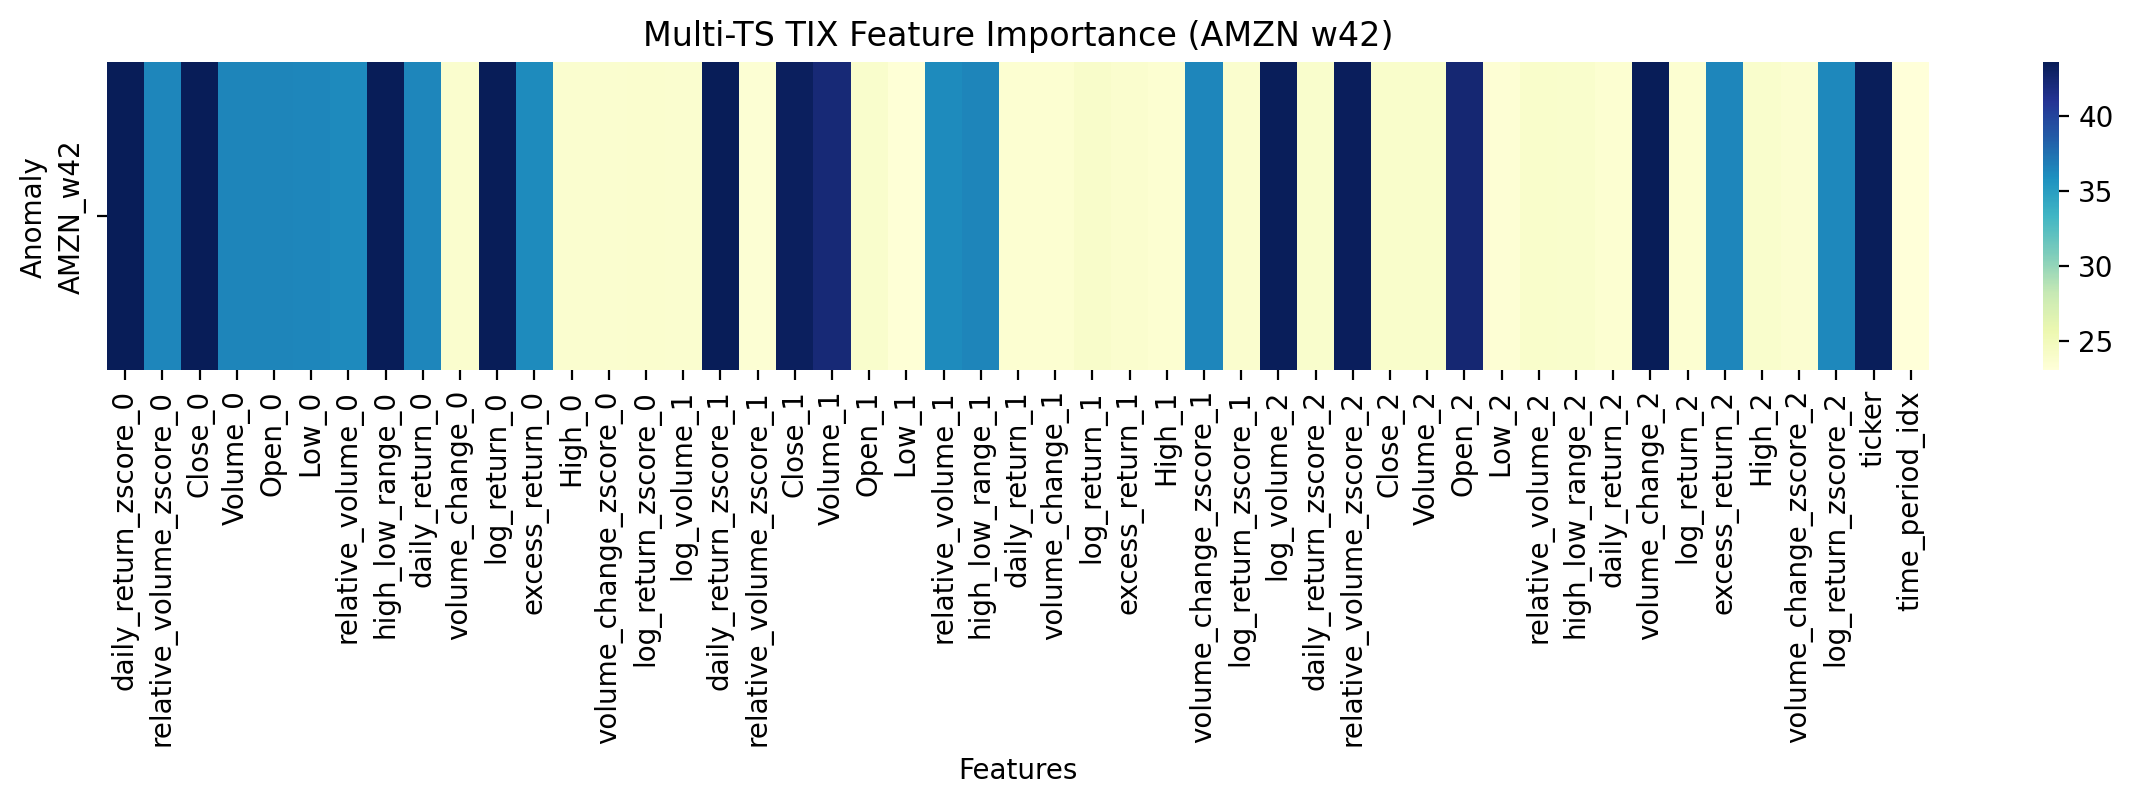 Multi-TS TIX Feature Importance (AMZN w42)
Anomaly
AMZN_w42
40
35
30
25
daily_return_zscore_0
relative_volume_zscore_0
Close_0
Volume_0
Open_0
Low_0
relative_volume_0
high_low_range_0
daily_return_0
volume_change_0
log_return_0
excess_return_0
High_0
volume_change_zscore_0
log_return_zscore_0
log_volume_1
daily_return_zscore_1
relative_volume_zscore_1
Close_1
Volume_1
Open_1
Low_1
relative_volume_1
high_low_range_1
daily_return_1
volume_change_1
log_return_1
excess_return_1
High_1
volume_change_zscore_1
log_return_zscore_1
log_volume_2
daily_return_zscore_2
relative_volume_zscore_2
Close_2
Volume_2
Open_2
Low_2
relative_volume_2
high_low_range_2
daily_return_2
volume_change_2
log_return_2
excess_return_2
High_2
volume_change_zscore_2
log_return_zscore_2
ticker
time_period_idx
Features